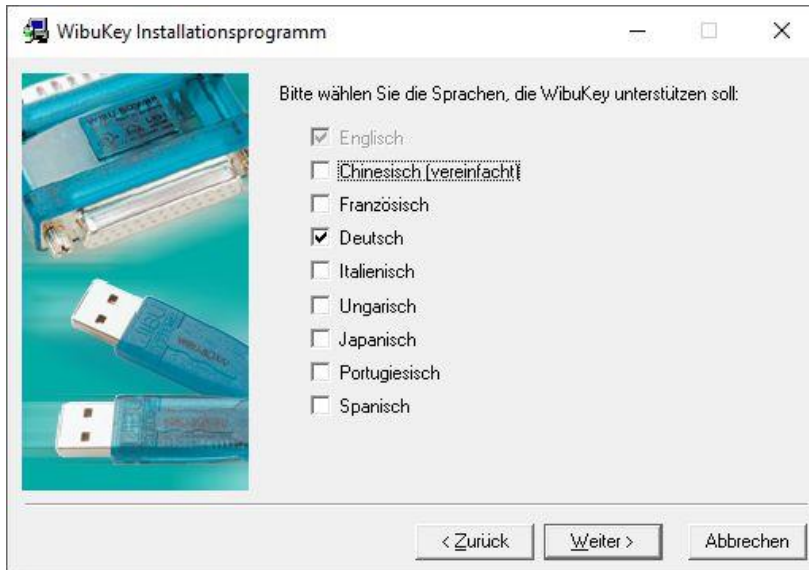 WibuKey Installationsprogramm
Bitte wählen Sie die Sprachen, die WibuKey unterstützen soll:
Englisch
Chinesisch (vereinfacht)
Französisch
Deutsch
Italienisch
Ungarisch
Japanisch
Portugiesisch
Spanisch
< Zurück
Weiter >
Abbrechen